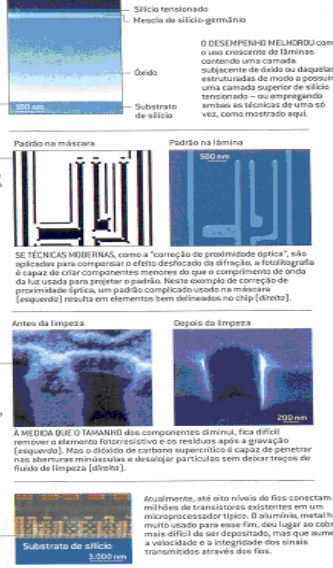 Silício tensionado
Mescla de silício-germânio
O DESEMPENHO MELHOROU com
o uso crescente de lâminas
contendo uma camada
subjacente de óxido ou daquelas
estruturadas de modo a possuir
uma camada superior de silício
tensionado – ou empregando
ambas as técnicas de uma só
vez, como mostrado aqui.
Óxido
100 nm
Substrato
de silício
Padrão na máscara
Padrão na lâmina
500 nm
SE TÉCNICAS MODERNAS, como a "correção de proximidade óptica", são
aplicadas para compensar o efeito desfocado da difração, a fotolitografia
é capaz de criar componentes menores do que o comprimento de onda
da luz usada para projetar o padrão. Neste exemplo de correção de
proximidade óptica, um padrão complicado usado na máscara
[esquerda] resulta em elementos bem delineados no chip [direita].
Antes da limpeza
Depois da limpeza
200 nm
À MEDIDA QUE O TAMANHO dos componentes diminui, fica difícil
remover o elemento fotorresistivo e os resíduos após a gravação
[esquerda]. Mas o dióxido de carbono supercrítico é capaz de penetrar
nas aberturas minúsculas e desalojar partículas sem deixar traços de
fluido de limpeza [direita].
Atualmente, até oito níveis de fios conectam
milhões de transistores existentes em um
microprocessador típico. O alumínio, metal há
muito usado para esse fim, deu lugar ao cobre
mais difícil de ser depositado, mas que aume
a velocidade e a integridade dos sinais
transmitidos através dos fios.
Substrato de silício
3.000 nm